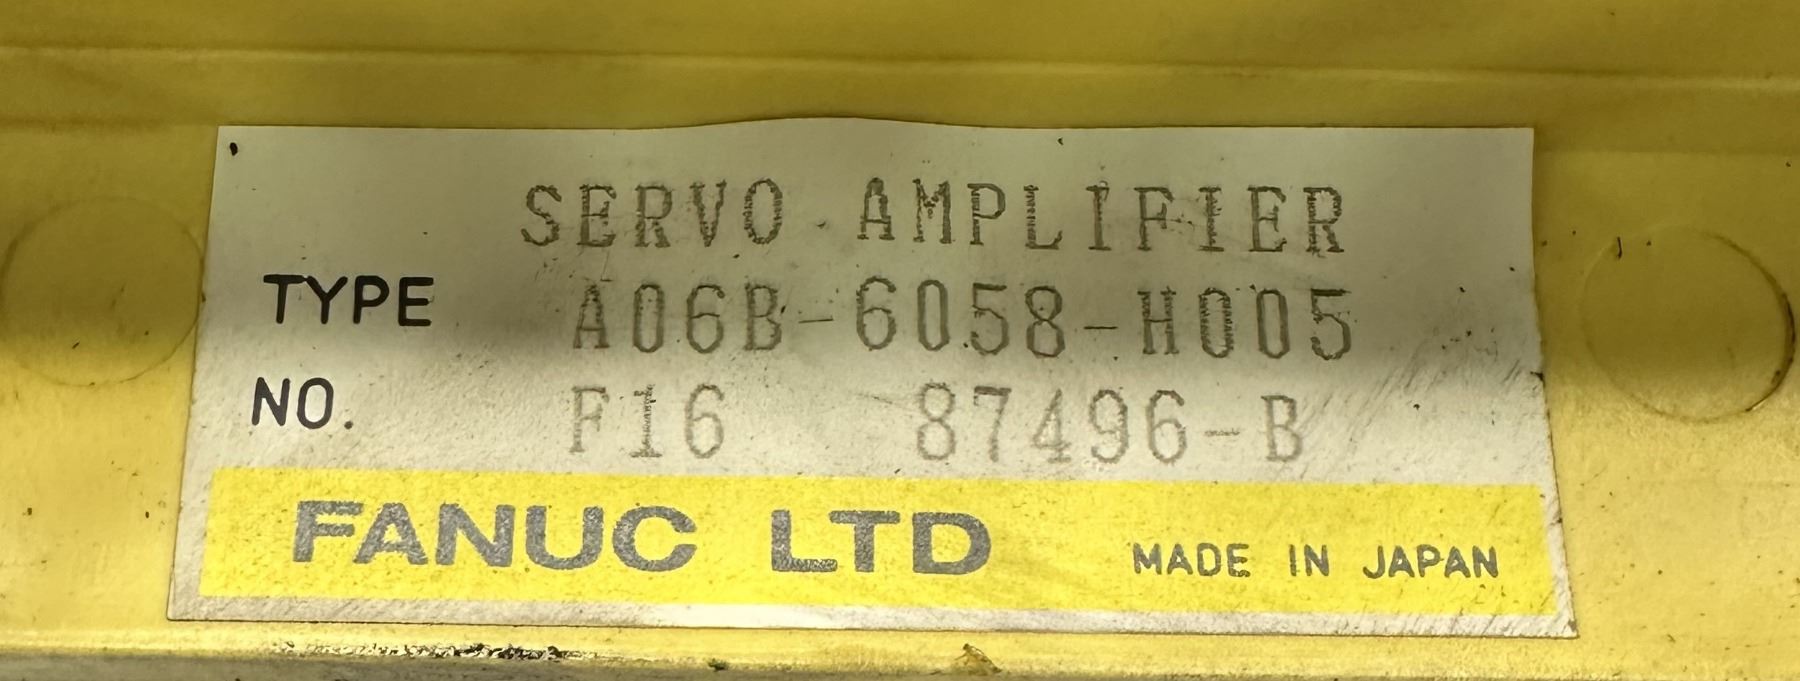 SERVO AMPLIFIER
TYPE A06B-6058-H005
NO. F16 87496-B
FANUC LTD MADE IN JAPAN